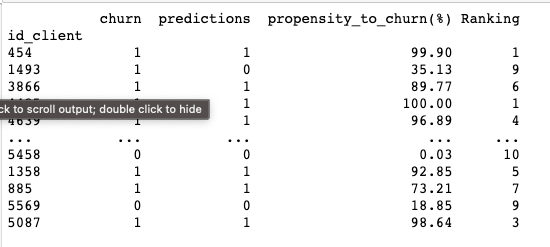 churn predictions propensity_to_churn(%) Ranking
id_client
454 1 1 99.90 1
1493 1 0 35.13 9
3866 1 1 89.77 6
ck to scroll output; double click to hide 1 100.00 1
4639 1 1 96.89 4
... ... ... ... ...
5458 0 0 0.03 10
1358 1 1 92.85 5
885 1 1 73.21 7
5569 0 0 18.85 9
5087 1 1 98.64 3